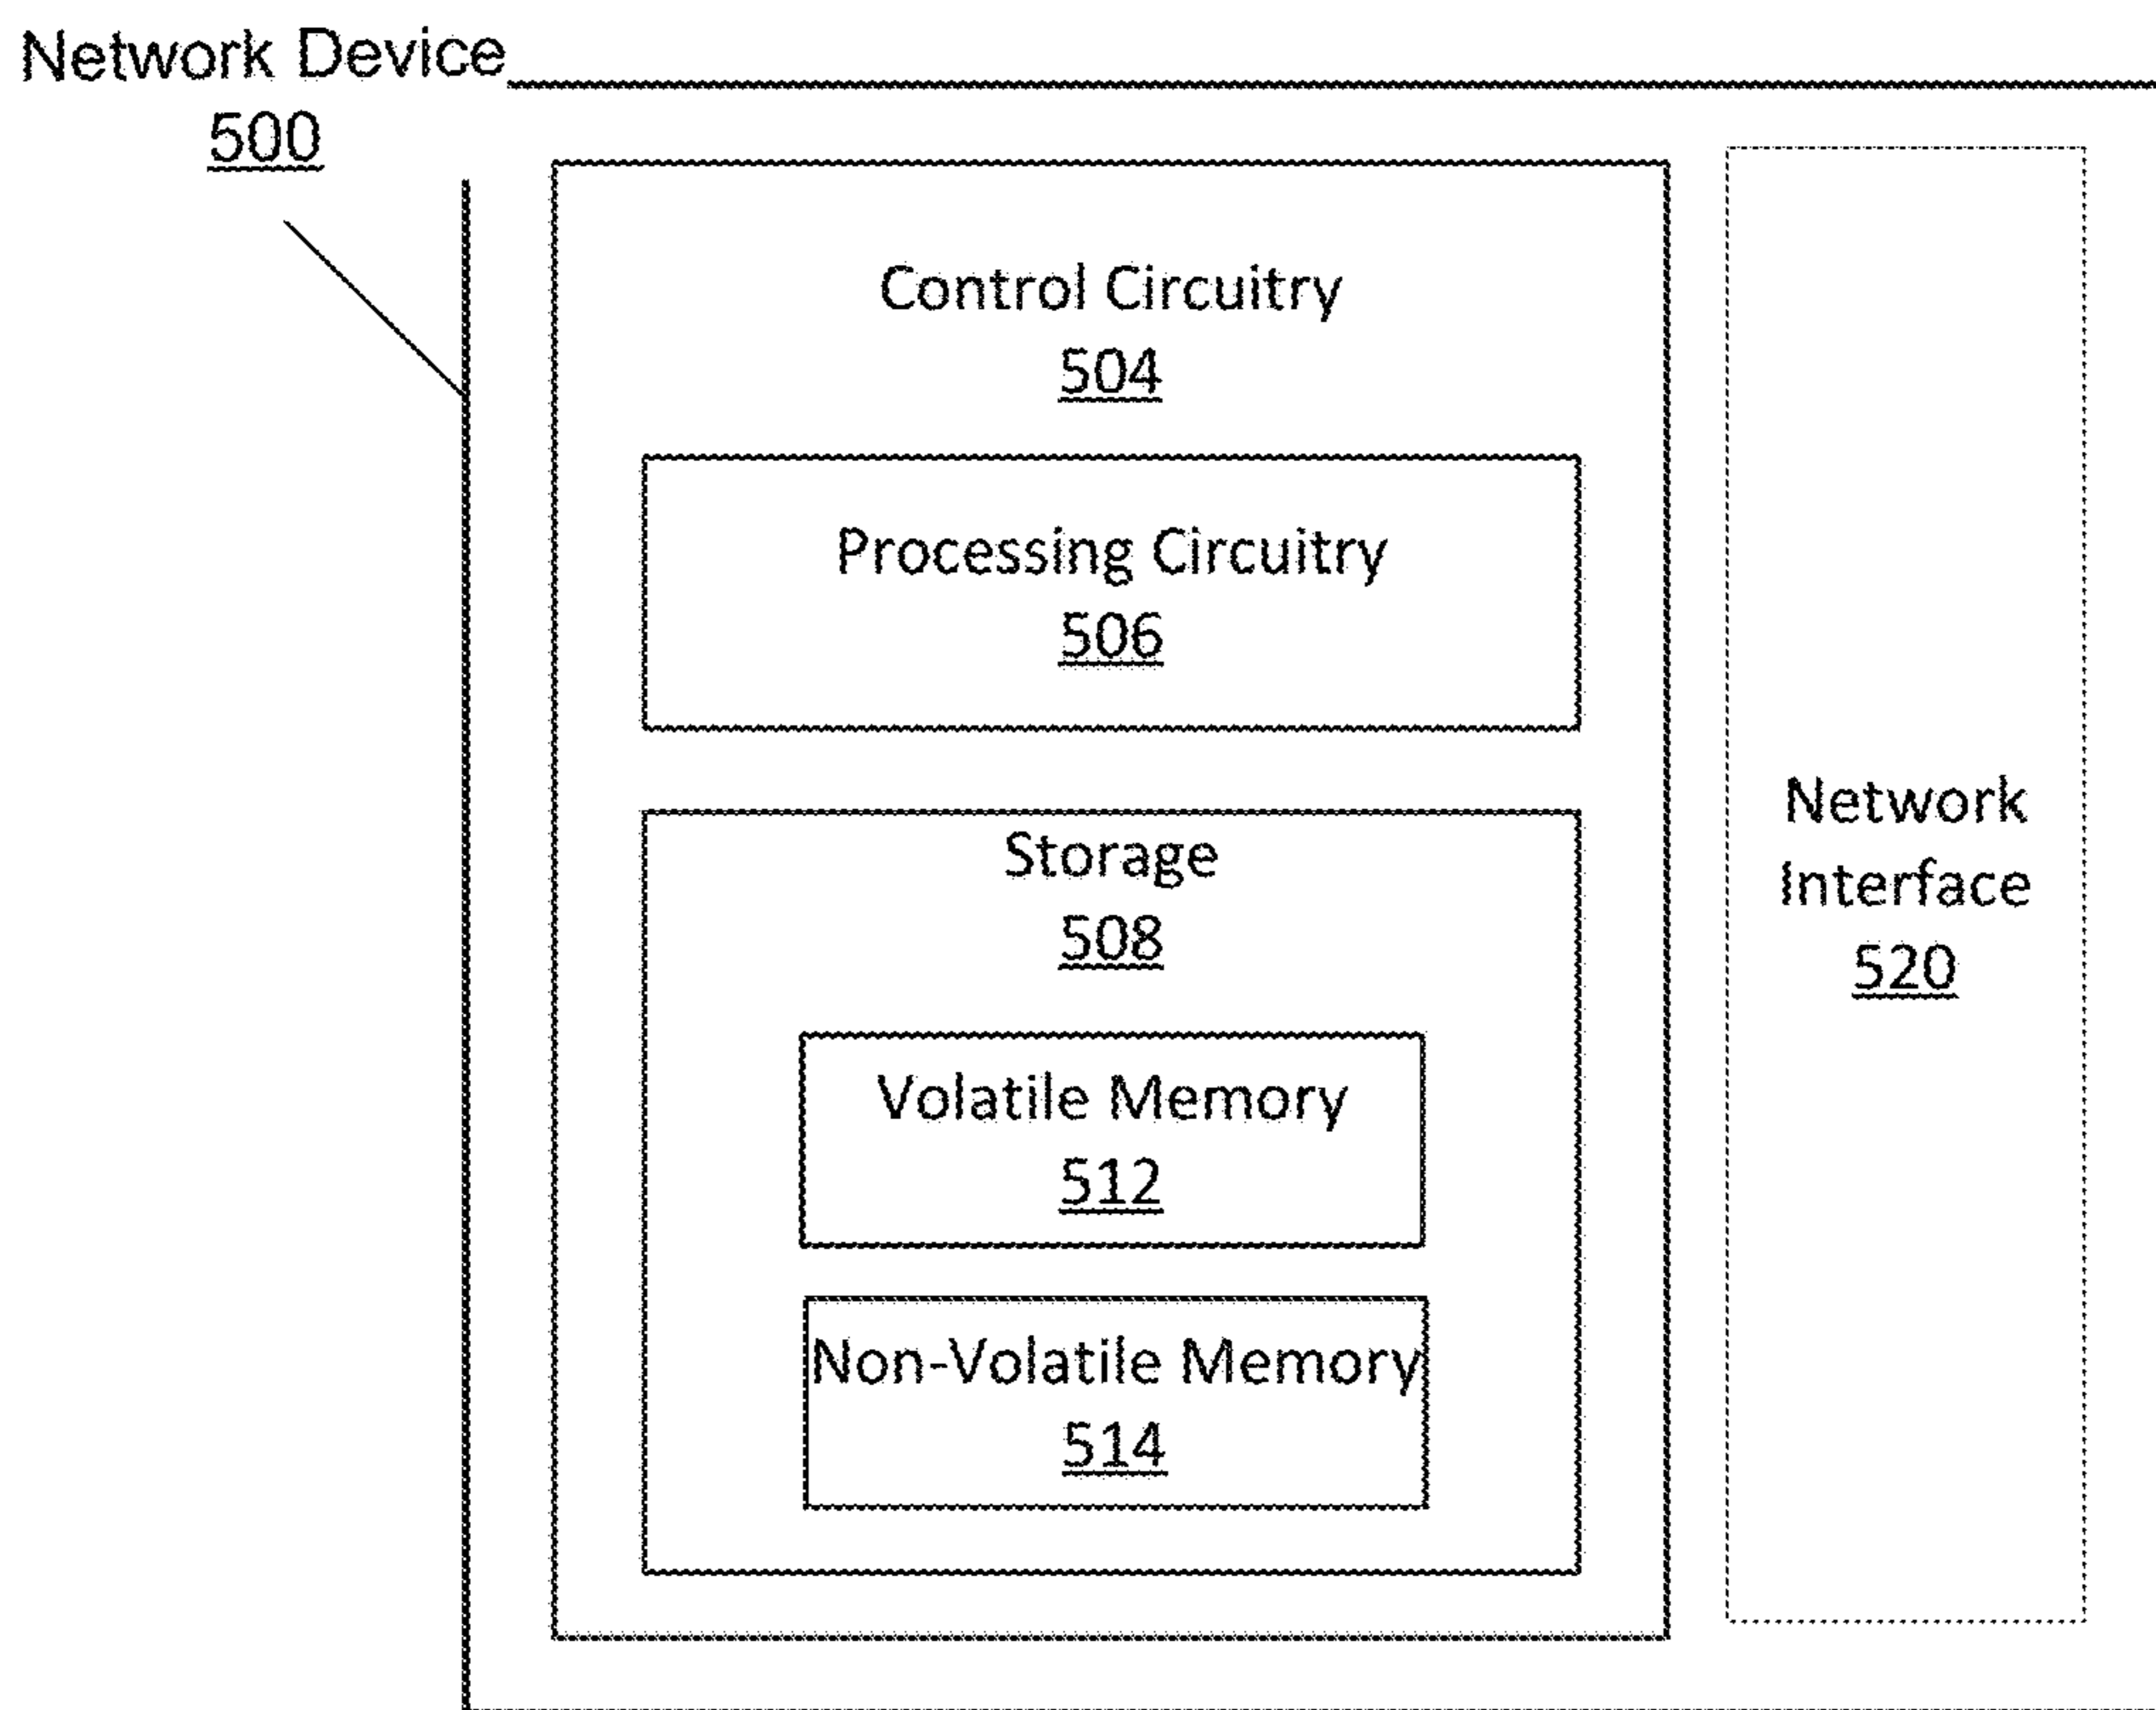 Network Device
500
Control Circuitry
504
Processing Circuitry
506
Storage
508
Volatile Memory
512
Non-Volatile Memory
514
Network
Interface
520